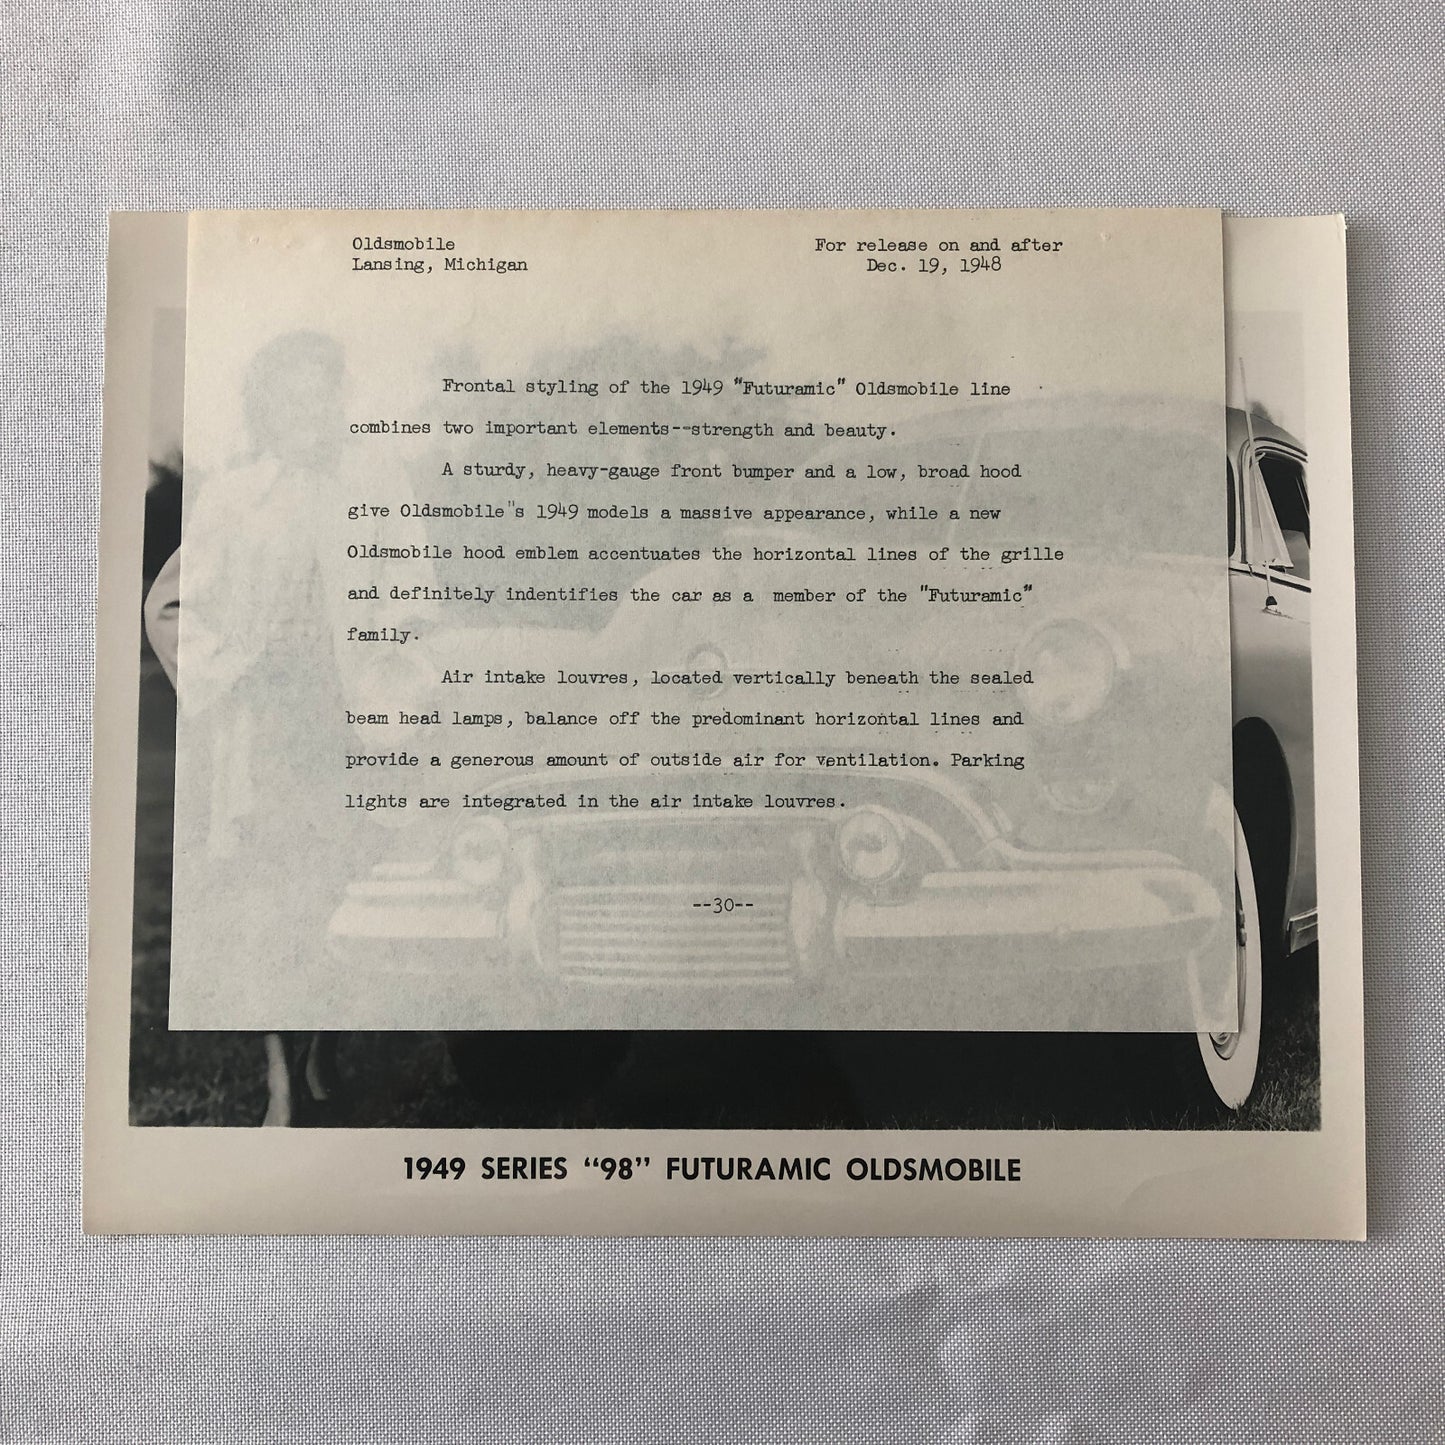 Oldsmobile For release on and after
Lansing, Michigan Dec. 19, 1948
Frontal styling of the 1949 "Futuramic" Oldsmobile line
combines two important elements--strength and beauty.
A sturdy, heavy-gauge front bumper and a low, broad hood
give Oldsmobile"s 1949 models a massive appearance, while a new
Oldsmobile hood emblem accentuates the horizontal lines of the grille
and definitely indentifies the car as a member of the "Futuramic"
family.
Air intake louvres, located vertically beneath the sealed
beam head lamps, balance off the predominant horizontal lines and
provide a generous amount of outside air for ventilation. Parking
lights are integrated in the air intake louvres.
--30--
1949 SERIES “98” FUTURAMIC OLDSMOBILE